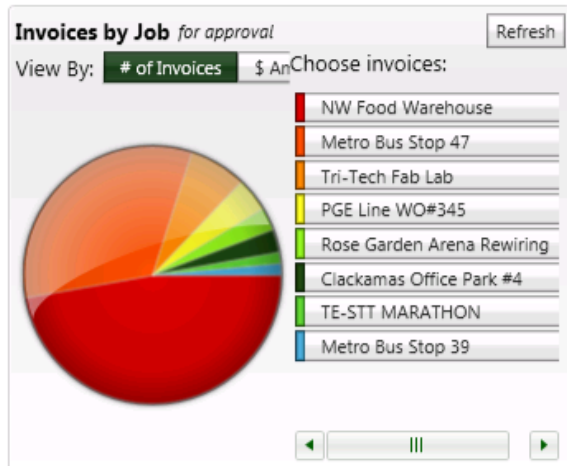 Invoices by Job for approval
Refresh
View By: # of Invoices $ An
Choose invoices:
NW Food Warehouse
Metro Bus Stop 47
Tri-Tech Fab Lab
PGE Line WO#345
Rose Garden Arena Rewiring
Clackamas Office Park #4
TE-STT MARATHON
Metro Bus Stop 39